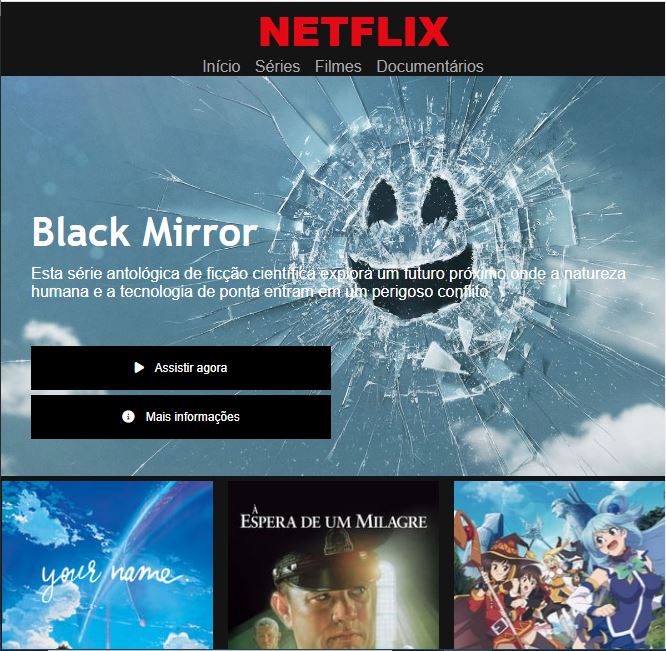 NETFLIX
Início Séries Filmes Documentários
Black Mirror
Esta série antológica de ficção científica explora um futuro próximo onde a natureza
humana e a tecnologia de ponta entram em um perigoso conflito
Assistir agora
Mais informações
your name.
À
ESPERA DE UM MILAGRE